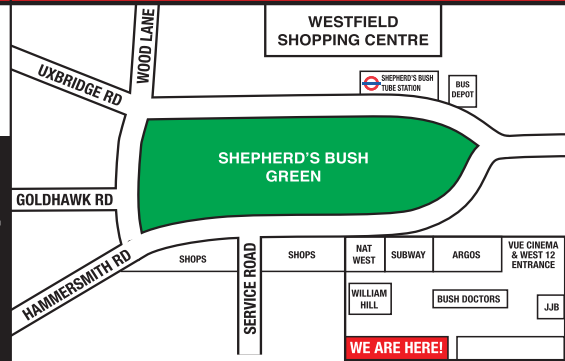 WESTFIELD
SHOPPING CENTRE
WOOD LANE
UXBRIDGE RD
SHEPHERD'S BUSH
TUBE STATION
BUS
DEPOT
SHEPHERD'S BUSH
GREEN
GOLDHAWK RD
HAMMERSMITH RD
SHOPS
SERVICE ROAD
SHOPS
NAT
WEST
SUBWAY
ARGOS
VUE CINEMA
& WEST 12
ENTRANCE
WILLIAM
HILL
BUSH DOCTORS
JJB
WE ARE HERE!